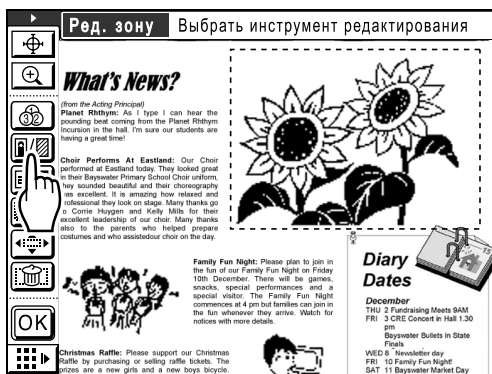 Ред. зону Выбрать инструмент редактирования
What's News?
(from the Acting Principal)
Planet Rhthym: As I type I can hear the
pounding beat coming from the Planet Rhthym
Incursion in the hall. I'm sure our students are
having a great time!
Choir Performs At Eastland: Our Choir
performed at Eastland today. They looked great
in their Bayswater Primary School Choir uniform,
hey sounded beautiful and their choreography
as excellent. It is amazing how relaxed and
rofessional they look on stage. Many thanks go
o Corrie Huygen and Kelly Mills for their
excellent leadership of our choir. Many thanks
also to the parents who helped prepare
costumes and who assistedour choir on the day.
Family Fun Night: Please plan to join in
the fun of our Family Fun Night on Friday
10th December. There will be games,
snacks, special performances and a
special visitor. The Family Fun Night
commences at 4 pm but families can join in
the fun whenever they arrive. Watch for
notices with more details.
Christmas Raffle: Please support our Christmas
Raffle by purchasing or selling raffle tickets. The
prizes are a new girls and a new boys bicycle.
Diary
Dates
December
THU 2 Fundraising Meets 9AM
FRI 3 CRE Concert in Hall 1.30
pm
Bayswater Bullets in State
Finals
WED 8 Newsletter day
FRI 10 Family Fun Night!
SAT 11 Bayswater Market Day
OK